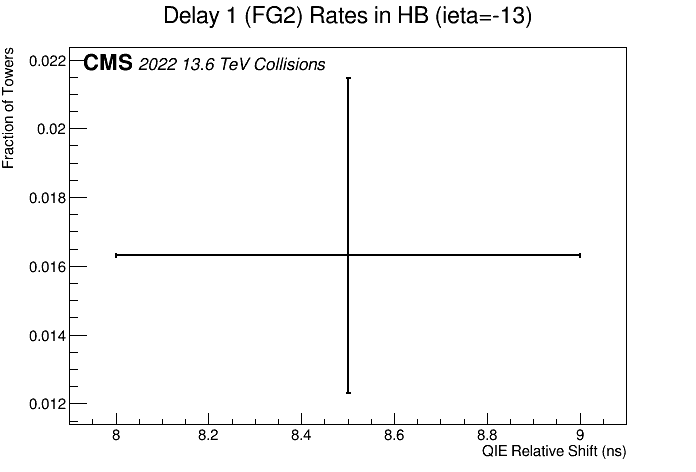 Delay 1 (FG2) Rates in HB (ieta=-13)
Fraction of Towers
CMS 2022 13.6 TeV Collisions
0.022
0.02
0.018
0.016
0.014
0.012
8 8.2 8.4 8.6 8.8 9
QIE Relative Shift (ns)